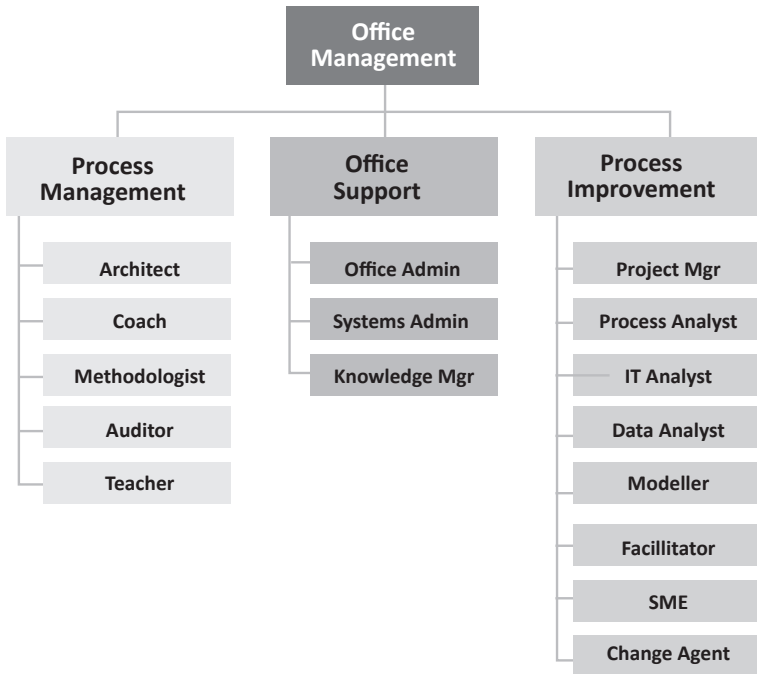 Office
Management
Process
Management
Architect
Coach
Methodologist
Auditor
Teacher
Office
Support
Office Admin
Systems Admin
Knowledge Mgr
Process
Improvement
Project Mgr
Process Analyst
IT Analyst
Data Analyst
Modeller
Facillitator
SME
Change Agent